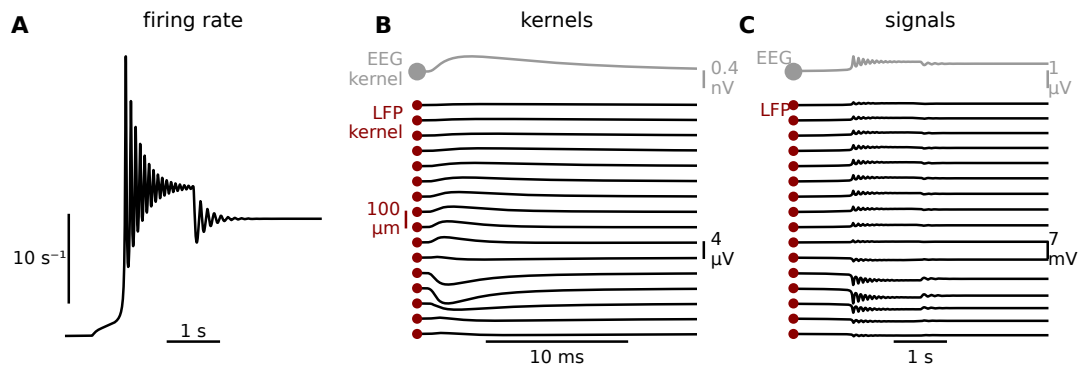 A
firing rate
10 s⁻¹
1 s
B
kernels
EEG
kernel
0.4
nV
LFP
kernel
100
μm
4
μV
10 ms
C
signals
EEG
1
μV
LFP
7
mV
1 s